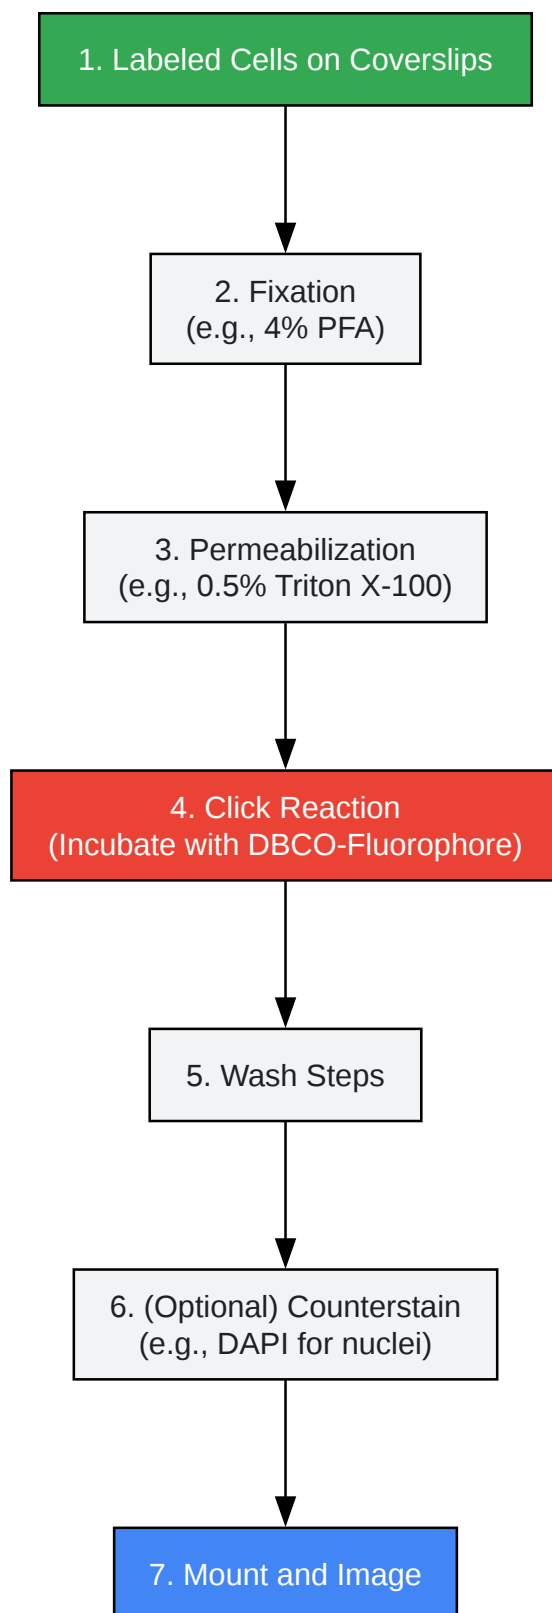 1. Labeled Cells on Coverslips
2. Fixation
(e.g., 4% PFA)
3. Permeabilization
(e.g., 0.5% Triton X-100)
4. Click Reaction
(Incubate with DBCO-Fluorophore)
5. Wash Steps
6. (Optional) Counterstain
(e.g., DAPI for nuclei)
7. Mount and Image